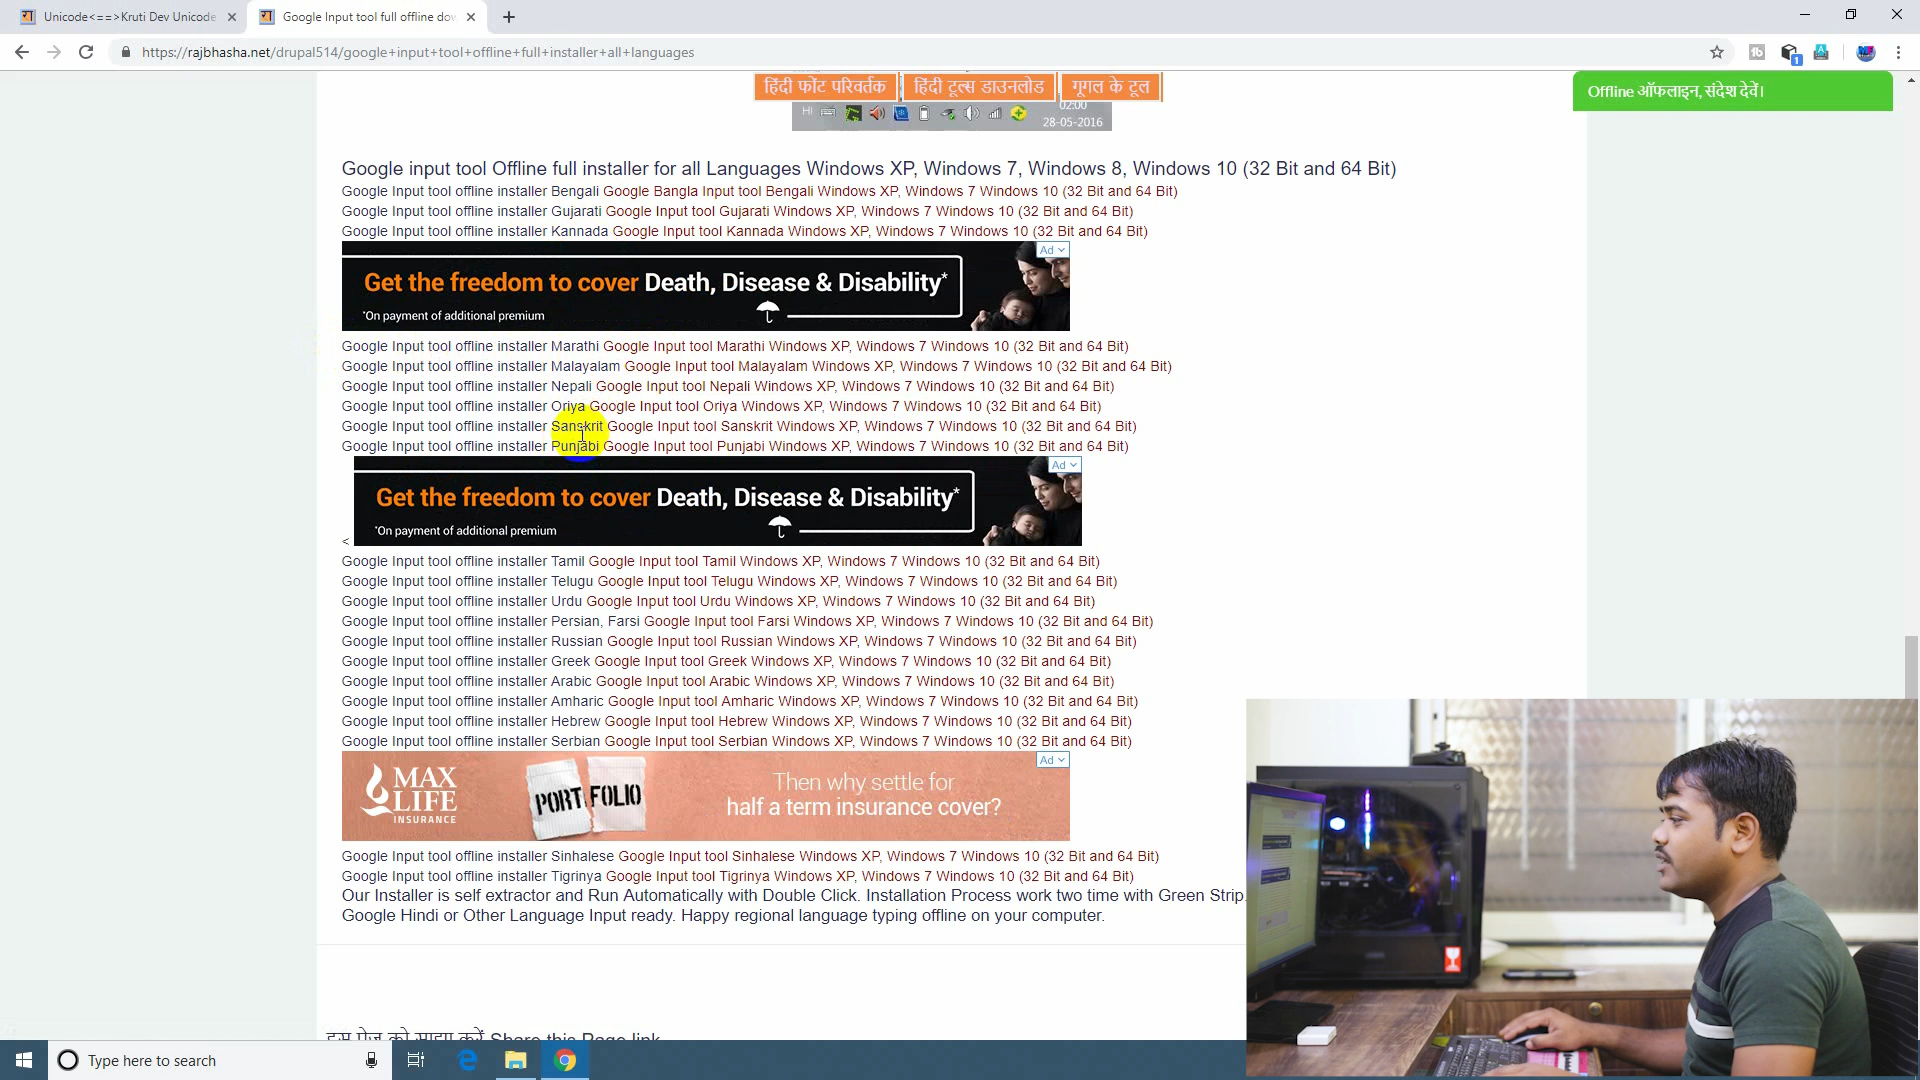 Unicode<==>Kruti Dev Unicode
Google Input tool full offline dov
https://rajbhasha.net/drupal514/google+input+tool+offline+full+installer+all+languages
1
हिंदी फोंट परिवर्तक
हिंदी टूल्स डाउनलोड
गूगल के टूल
Offline ऑफलाइन, संदेश देवें।
HI
02:00
28-05-2016
Google input tool Offline full installer for all Languages Windows XP, Windows 7, Windows 8, Windows 10 (32 Bit and 64 Bit)
Google Input tool offline installer Bengali Google Bangla Input tool Bengali Windows XP, Windows 7 Windows 10 (32 Bit and 64 Bit)
Google Input tool offline installer Gujarati Google Input tool Gujarati Windows XP, Windows 7 Windows 10 (32 Bit and 64 Bit)
Google Input tool offline installer Kannada Google Input tool Kannada Windows XP, Windows 7 Windows 10 (32 Bit and 64 Bit)
Ad
Get the freedom to cover Death, Disease & Disability*
*On payment of additional premium
Google Input tool offline installer Marathi Google Input tool Marathi Windows XP, Windows 7 Windows 10 (32 Bit and 64 Bit)
Google Input tool offline installer Malayalam Google Input tool Malayalam Windows XP, Windows 7 Windows 10 (32 Bit and 64 Bit)
Google Input tool offline installer Nepali Google Input tool Nepali Windows XP, Windows 7 Windows 10 (32 Bit and 64 Bit)
Google Input tool offline installer Oriya Google Input tool Oriya Windows XP, Windows 7 Windows 10 (32 Bit and 64 Bit)
Google Input tool offline installer Sanskrit Google Input tool Sanskrit Windows XP, Windows 7 Windows 10 (32 Bit and 64 Bit)
Google Input tool offline installer Punjabi Google Input tool Punjabi Windows XP, Windows 7 Windows 10 (32 Bit and 64 Bit)
Ad
Get the freedom to cover Death, Disease & Disability*
*On payment of additional premium
<
Google Input tool offline installer Tamil Google Input tool Tamil Windows XP, Windows 7 Windows 10 (32 Bit and 64 Bit)
Google Input tool offline installer Telugu Google Input tool Telugu Windows XP, Windows 7 Windows 10 (32 Bit and 64 Bit)
Google Input tool offline installer Urdu Google Input tool Urdu Windows XP, Windows 7 Windows 10 (32 Bit and 64 Bit)
Google Input tool offline installer Persian, Farsi Google Input tool Farsi Windows XP, Windows 7 Windows 10 (32 Bit and 64 Bit)
Google Input tool offline installer Russian Google Input tool Russian Windows XP, Windows 7 Windows 10 (32 Bit and 64 Bit)
Google Input tool offline installer Greek Google Input tool Greek Windows XP, Windows 7 Windows 10 (32 Bit and 64 Bit)
Google Input tool offline installer Arabic Google Input tool Arabic Windows XP, Windows 7 Windows 10 (32 Bit and 64 Bit)
Google Input tool offline installer Amharic Google Input tool Amharic Windows XP, Windows 7 Windows 10 (32 Bit and 64 Bit)
Google Input tool offline installer Hebrew Google Input tool Hebrew Windows XP, Windows 7 Windows 10 (32 Bit and 64 Bit)
Google Input tool offline installer Serbian Google Input tool Serbian Windows XP, Windows 7 Windows 10 (32 Bit and 64 Bit)
Ad
MAX
LIFE
INSURANCE
PORTFOLIO
Then why settle for
half a term insurance cover?
Google Input tool offline installer Sinhalese Google Input tool Sinhalese Windows XP, Windows 7 Windows 10 (32 Bit and 64 Bit)
Google Input tool offline installer Tigrinya Google Input tool Tigrinya Windows XP, Windows 7 Windows 10 (32 Bit and 64 Bit)
Our Installer is self extractor and Run Automatically with Double Click. Installation Process work two time with Green Strip.
Google Hindi or Other Language Input ready. Happy regional language typing offline on your computer.
इस पेज को साझा करें Share this Page link
Type here to search